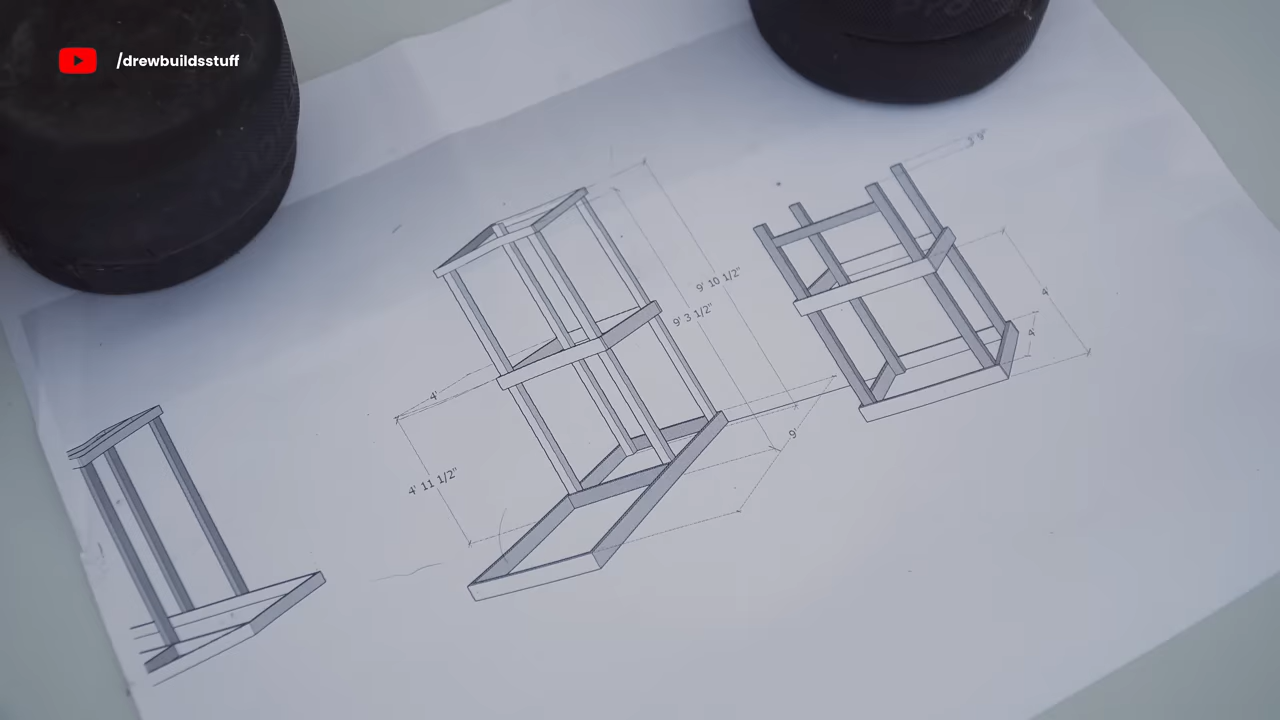 /drewbuildsstuff
9' 10 1/2"
9' 3 1/2"
4'
4'
4'
9'
4' 11 1/2"